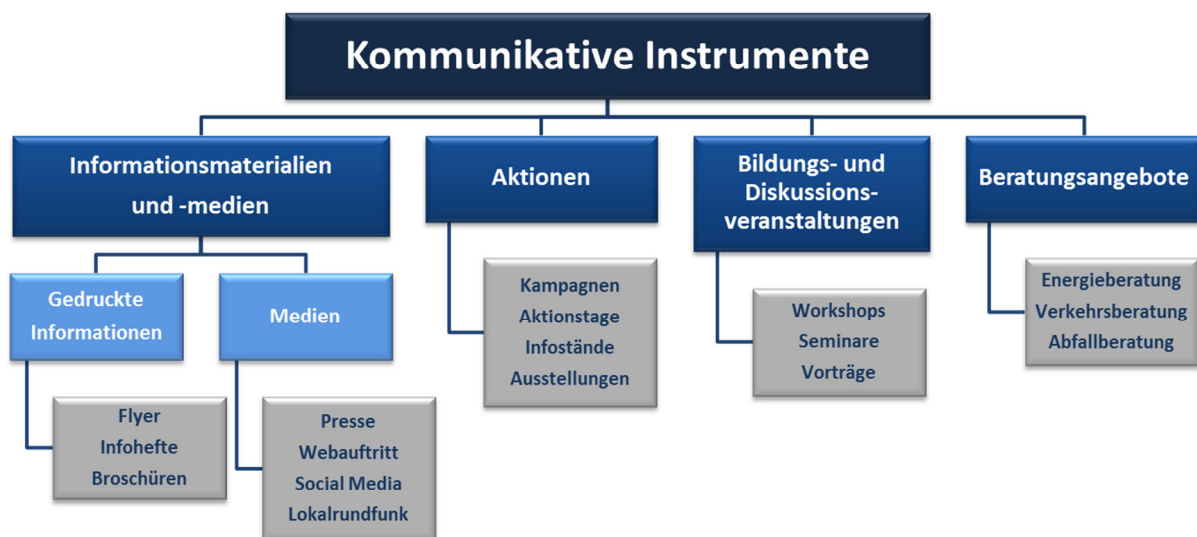 Kommunikative Instrumente
Informationsmaterialien
und -medien
Aktionen
Bildungs- und
Diskussions-
veranstaltungen
Beratungsangebote
Gedruckte
Informationen
Medien
Kampagnen
Aktionstage
Infostände
Ausstellungen
Workshops
Seminare
Vorträge
Energieberatung
Verkehrsberatung
Abfallberatung
Flyer
Infohefte
Broschüren
Presse
Webauftritt
Social Media
Lokalrundfunk